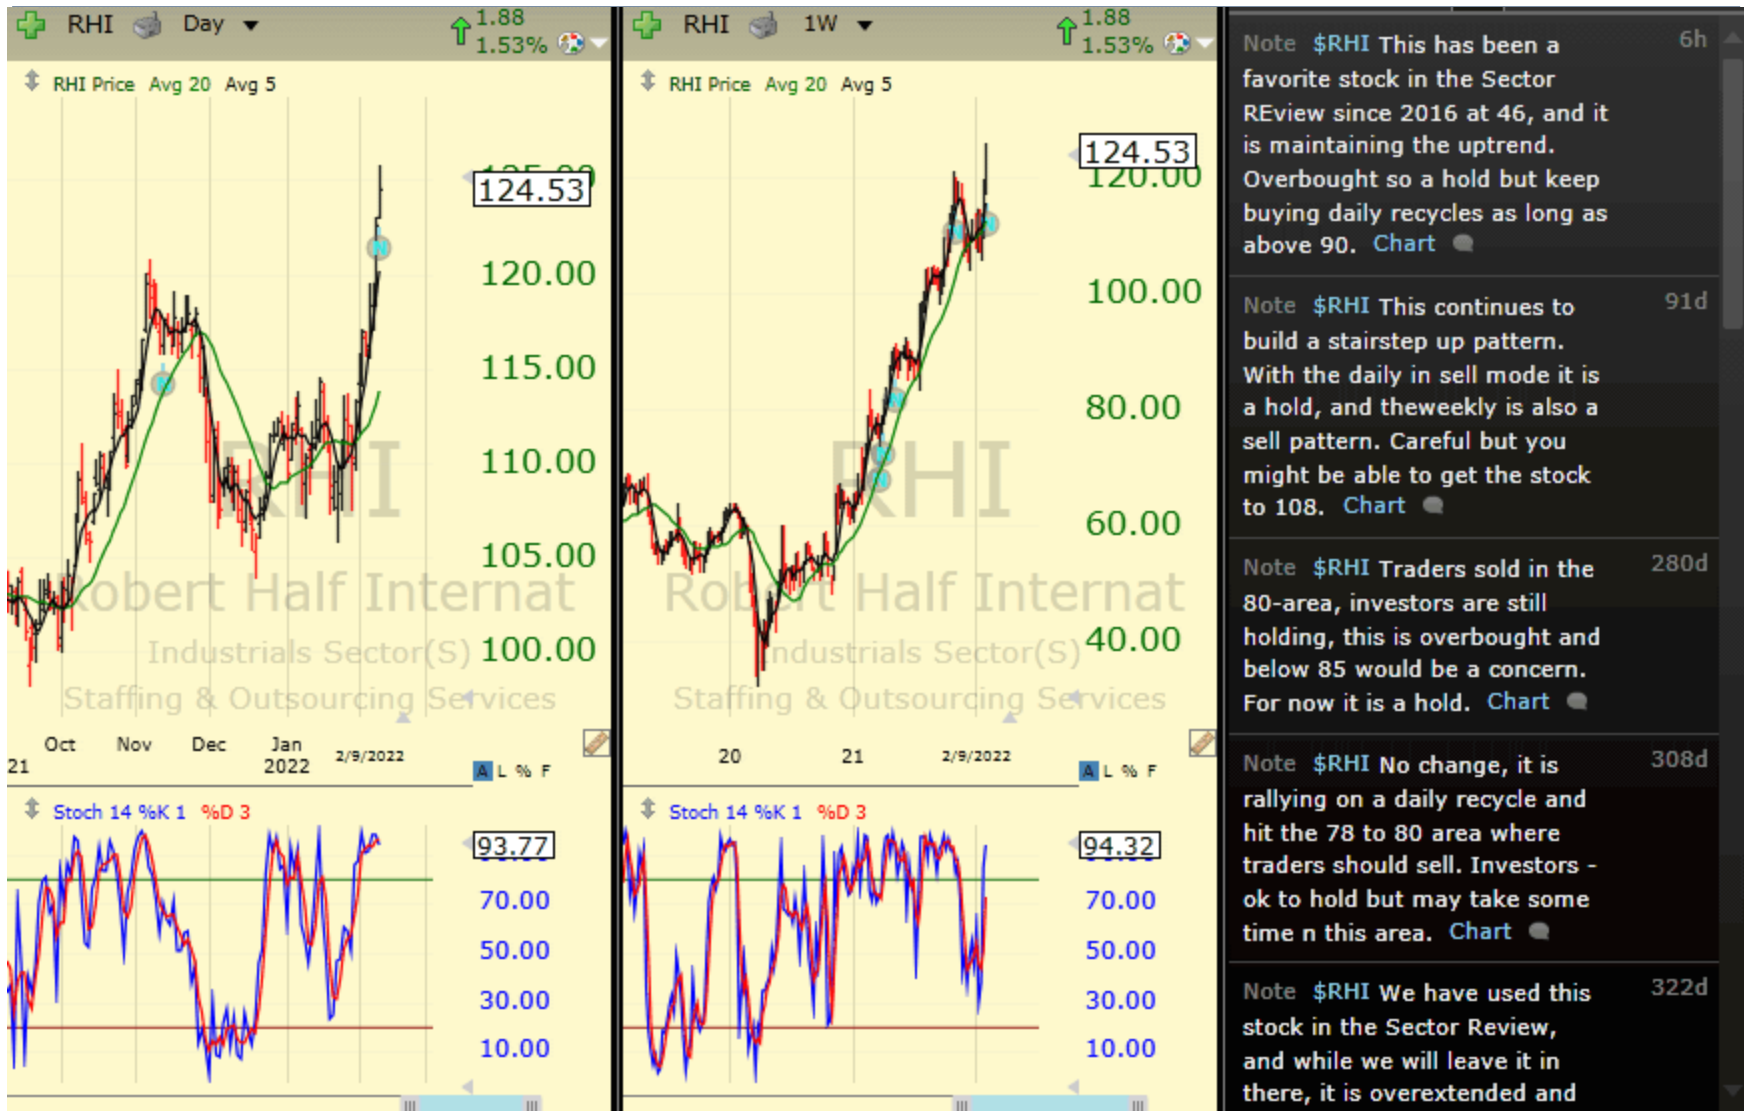 RHI Day 1.88
1.53%
RHI Price Avg 20 Avg 5
125.00
124.53
120.00
115.00
110.00
105.00
100.00
RHI
Robert Half Internat
Industrials Sector(S)
Staffing & Outsourcing Services
Oct Nov Dec Jan 2/9/2022
21 2022
A L % F
Stoch 14 %K 1 %D 3
93.77
70.00
50.00
30.00
10.00
RHI 1W 1.88
1.53%
RHI Price Avg 20 Avg 5
124.53
120.00
100.00
80.00
60.00
40.00
RHI
Robert Half Internat
Industrials Sector(S)
Staffing & Outsourcing Services
20 21 2/9/2022
A L % F
Stoch 14 %K 1 %D 3
94.32
70.00
50.00
30.00
10.00
Note $RHI This has been a 6h
favorite stock in the Sector
REview since 2016 at 46, and it
is maintaining the uptrend.
Overbought so a hold but keep
buying daily recycles as long as
above 90. Chart
Note $RHI This continues to 91d
build a stairstep up pattern.
With the daily in sell mode it is
a hold, and theweekly is also a
sell pattern. Careful but you
might be able to get the stock
to 108. Chart
Note $RHI Traders sold in the 280d
80-area, investors are still
holding, this is overbought and
below 85 would be a concern.
For now it is a hold. Chart
Note $RHI No change, it is 308d
rallying on a daily recycle and
hit the 78 to 80 area where
traders should sell. Investors -
ok to hold but may take some
time n this area. Chart
Note $RHI We have used this 322d
stock in the Sector Review,
and while we will leave it in
there, it is overextended and